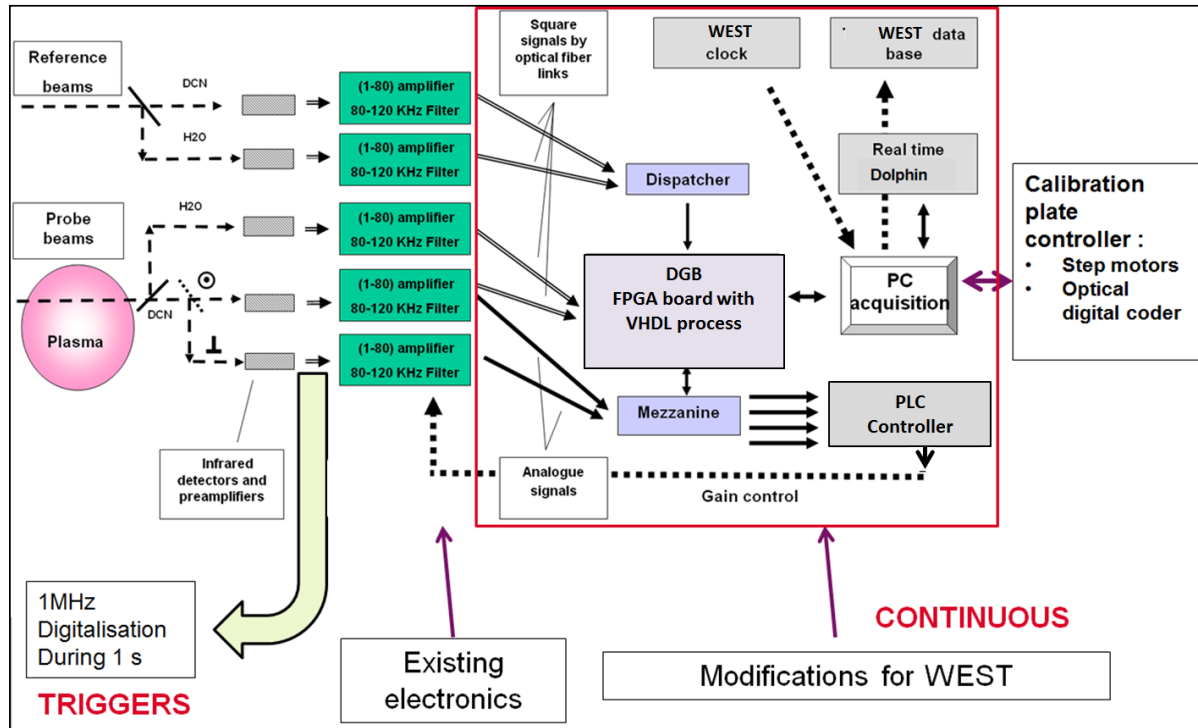 Reference
beams
DCN
H2O
(1-80) amplifier
80-120 KHz Filter
(1-80) amplifier
80-120 KHz Filter
Square
signals by
optical fiber
links
WEST
clock
WEST data
base
Real time
Dolphin
Dispatcher
Probe
beams
H2O
DCN
Plasma
(1-80) amplifier
80-120 KHz Filter
(1-80) amplifier
80-120 KHz Filter
(1-80) amplifier
80-120 KHz Filter
DGB
FPGA board with
VHDL process
PC
acquisition
Calibration
plate
controller :
• Step motors
• Optical
digital coder
Mezzanine
PLC
Controller
Infrared
detectors and
preamplifiers
Analogue
signals
Gain control
1MHz
Digitalisation
During 1 s
TRIGGERS
Existing
electronics
CONTINUOUS
Modifications for WEST